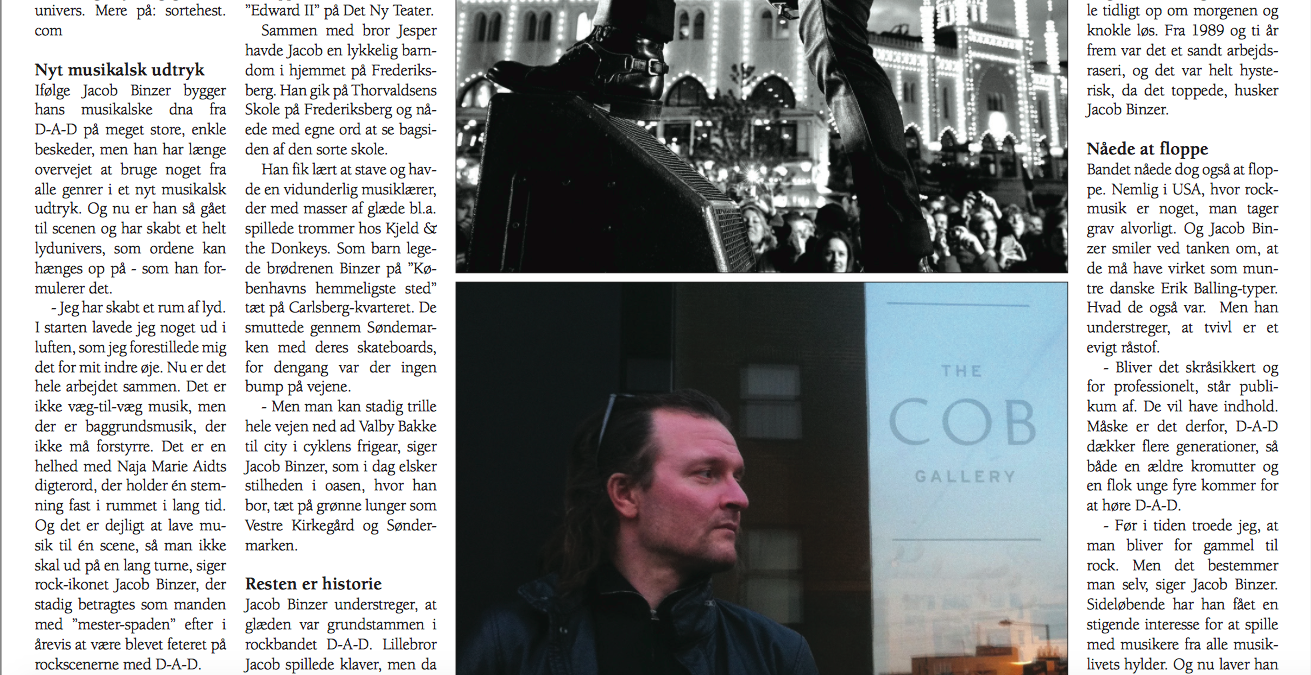 univers. Mere på: sortehest.
com
Nyt musikalsk udtryk
Ifølge Jacob Binzer bygger
hans musikalske dna fra
D-A-D på meget store, enkle
beskeder, men han har længe
overvejet at bruge noget fra
alle genrer i et nyt musikalsk
udtryk. Og nu er han så gået
til scenen og har skabt et helt
lydunivers, som ordene kan
hænges op på - som han for-
mulerer det.
- Jeg har skabt et rum af lyd.
I starten lavede jeg noget ud i
luften, som jeg forestillede mig
det for mit indre øje. Nu er det
hele arbejdet sammen. Det er
ikke væg-til-væg musik, men
der er baggrundsmusik, der
ikke må forstyrre. Det er en
helhed med Naja Marie Aidts
digterord, der holder én stem-
ning fast i rummet i lang tid.
Og det er dejligt at lave mu-
sik til én scene, så man ikke
skal ud på en lang turne, siger
rock-ikonet Jacob Binzer, der
stadig betragtes som manden
med ”mester-spaden” efter i
årevis at være blevet feteret på
rockscenerne med D-A-D.
”Edward II” på Det Ny Teater.
Sammen med bror Jesper
havde Jacob en lykkelig barn-
dom i hjemmet på Frederiks-
berg. Han gik på Thorvaldsens
Skole på Frederiksberg og nå-
ede med egne ord at se bagsi-
den af den sorte skole.
Han fik lært at stave og hav-
de en vidunderlig musiklærer,
der med masser af glæde bl.a.
spillede trommer hos Kjeld &
the Donkeys. Som barn lege-
de brødrenen Binzer på ”Kø-
benhavns hemmeligste sted”
tæt på Carlsberg-kvarteret. De
smuttede gennem Søndemar-
ken med deres skateboards,
for dengang var der ingen
bump på vejene.
- Men man kan stadig trille
hele vejen ned ad Valby Bakke
til city i cyklens frigear, siger
Jacob Binzer, som i dag elsker
stilheden i oasen, hvor han
bor, tæt på grønne lunger som
Vestre Kirkegård og Sønder-
marken.
Resten er historie
Jacob Binzer understreger, at
glæden var grundstammen i
rockbandet D-A-D. Lillebror
Jacob spillede klaver, men da
THE
COB
GALLERY
le tidligt op om morgenen og
knokle løs. Fra 1989 og ti år
frem var det et sandt arbejds-
raseri, og det var helt hyste-
risk, da det toppede, husker
Jacob Binzer.
Nåede at floppe
Bandet nåede dog også at flop-
pe. Nemlig i USA, hvor rock-
musik er noget, man tager
grav alvorligt. Og Jacob Bin-
zer smiler ved tanken om, at
de må have virket som mun-
tre danske Erik Balling-typer.
Hvad de også var. Men han
understreger, at tvivl er et
evigt råstof.
- Bliver det skråsikkert og
for professionelt, står publi-
kum af. De vil have indhold.
Måske er det derfor, D-A-D
dækker flere generationer, så
både en ældre kromutter og
en flok unge fyre kommer for
at høre D-A-D.
- Før i tiden troede jeg, at
man bliver for gammel til
rock. Men det bestemmer
man selv, siger Jacob Binzer.
Sideløbende har han fået en
stigende interesse for at spille
med musikere fra alle musik-
livets hylder. Og nu laver han